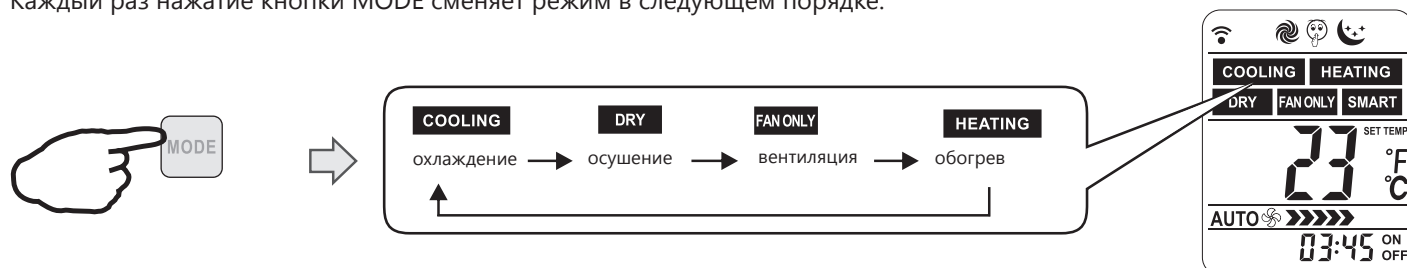 Каждый раз нажатие кнопки MODE сменяет режим в следующем порядке.
MODE
COOLING DRY FAN ONLY HEATING
охлаждение осушение вентиляция обогрев
COOLING HEATING
DRY FAN ONLY SMART
23 SET TEMP
°F
°C
AUTO
03:45 ON
OFF